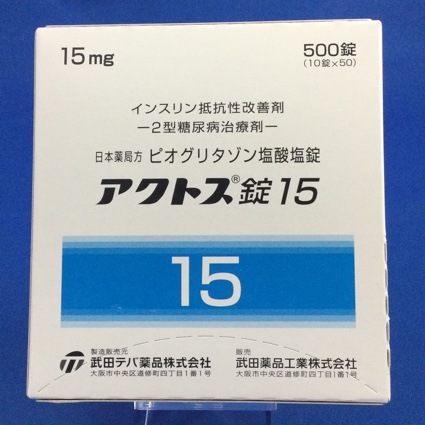 15mg
500錠
(10錠×50)
インスリン抵抗性改善剤
―2型糖尿病治療剤―
日本薬局方 ピオグリタゾン塩酸塩錠
アクトス®錠15
15
製造販売元
武田テバ薬品株式会社
大阪市中央区道修町四丁目1番1号
販売
武田薬品工業株式会社
大阪市中央区道修町四丁目1番1号